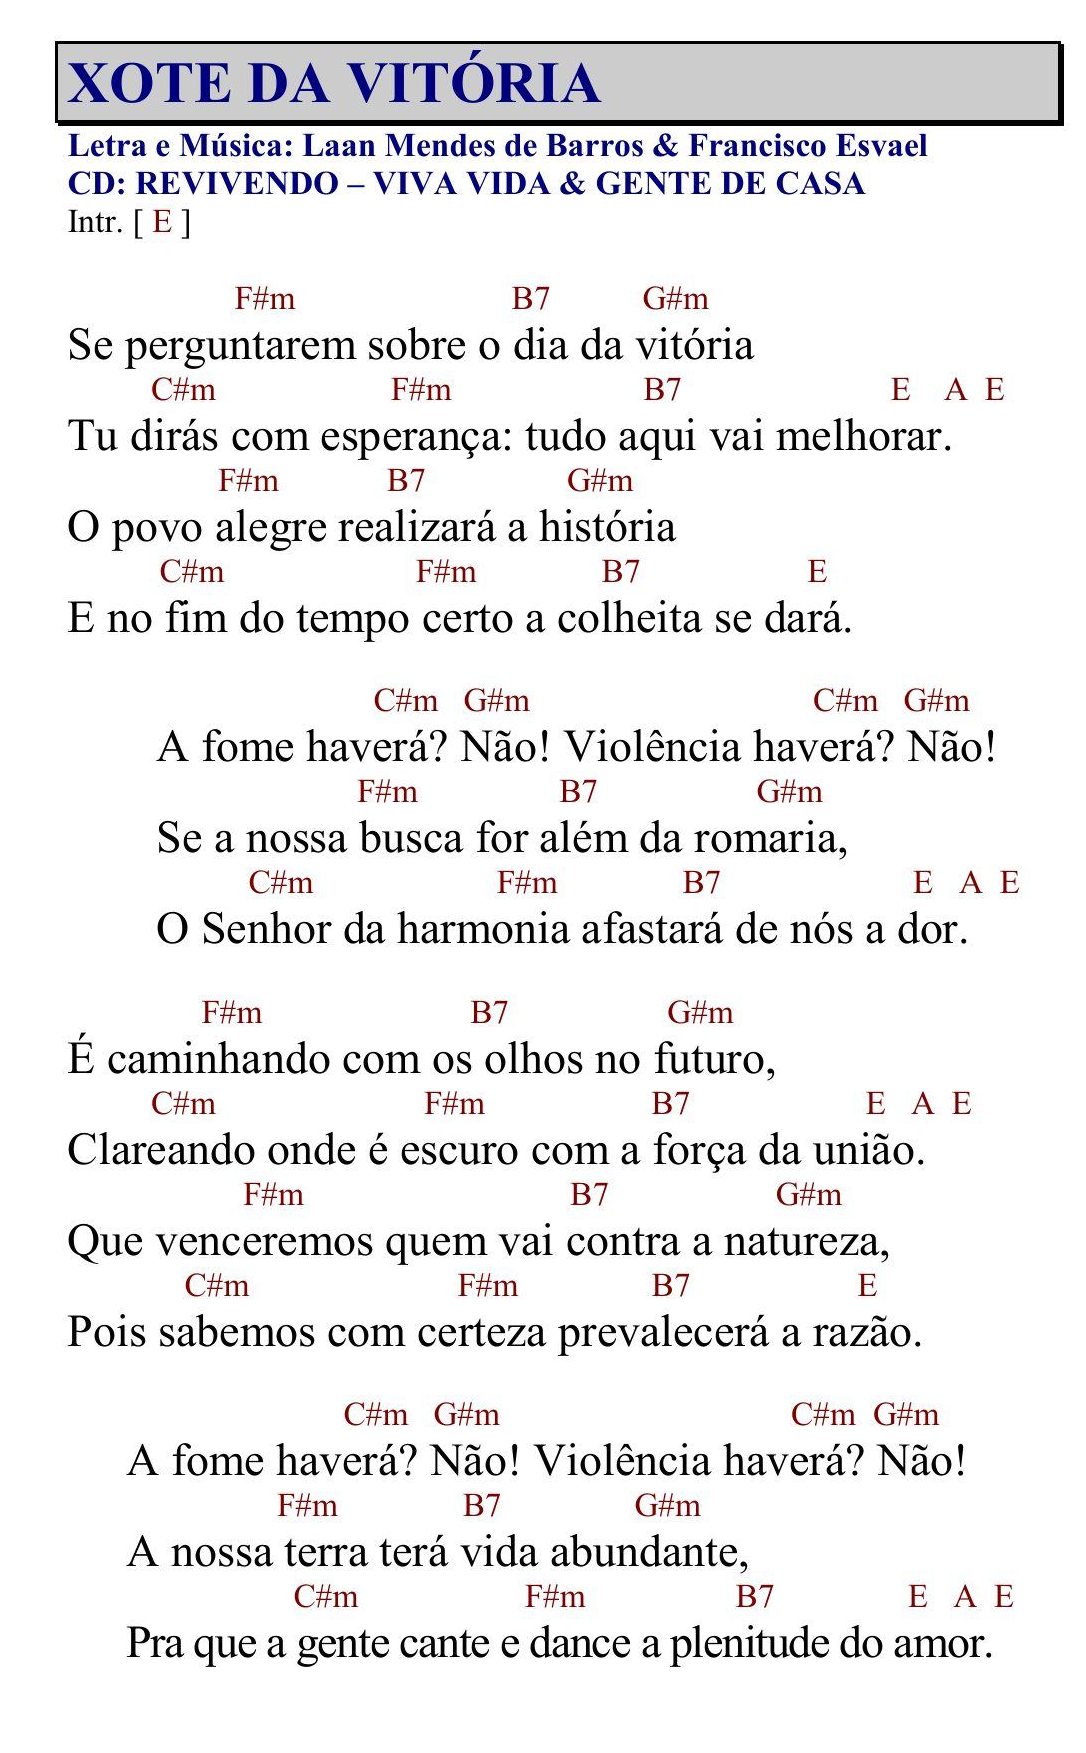 XOTE DA VITÓRIA
Letra e Música: Laan Mendes de Barros & Francisco Esvael
CD: REVIVENDO – VIVA VIDA & GENTE DE CASA
Intr. [ E ]
F#m B7 G#m
Se perguntarem sobre o dia da vitória
C#m F#m B7 E A E
Tu dirás com esperança: tudo aqui vai melhorar.
F#m B7 G#m
O povo alegre realizará a história
C#m F#m B7 E
E no fim do tempo certo a colheita se dará.
C#m G#m C#m G#m
A fome haverá? Não! Violência haverá? Não!
F#m B7 G#m
Se a nossa busca for além da romaria,
C#m F#m B7 E A E
O Senhor da harmonia afastará de nós a dor.
F#m B7 G#m
É caminhando com os olhos no futuro,
C#m F#m B7 E A E
Clareando onde é escuro com a força da união.
F#m B7 G#m
Que venceremos quem vai contra a natureza,
C#m F#m B7 E
Pois sabemos com certeza prevalecerá a razão.
C#m G#m C#m G#m
A fome haverá? Não! Violência haverá? Não!
F#m B7 G#m
A nossa terra terá vida abundante,
C#m F#m B7 E A E
Pra que a gente cante e dance a plenitude do amor.